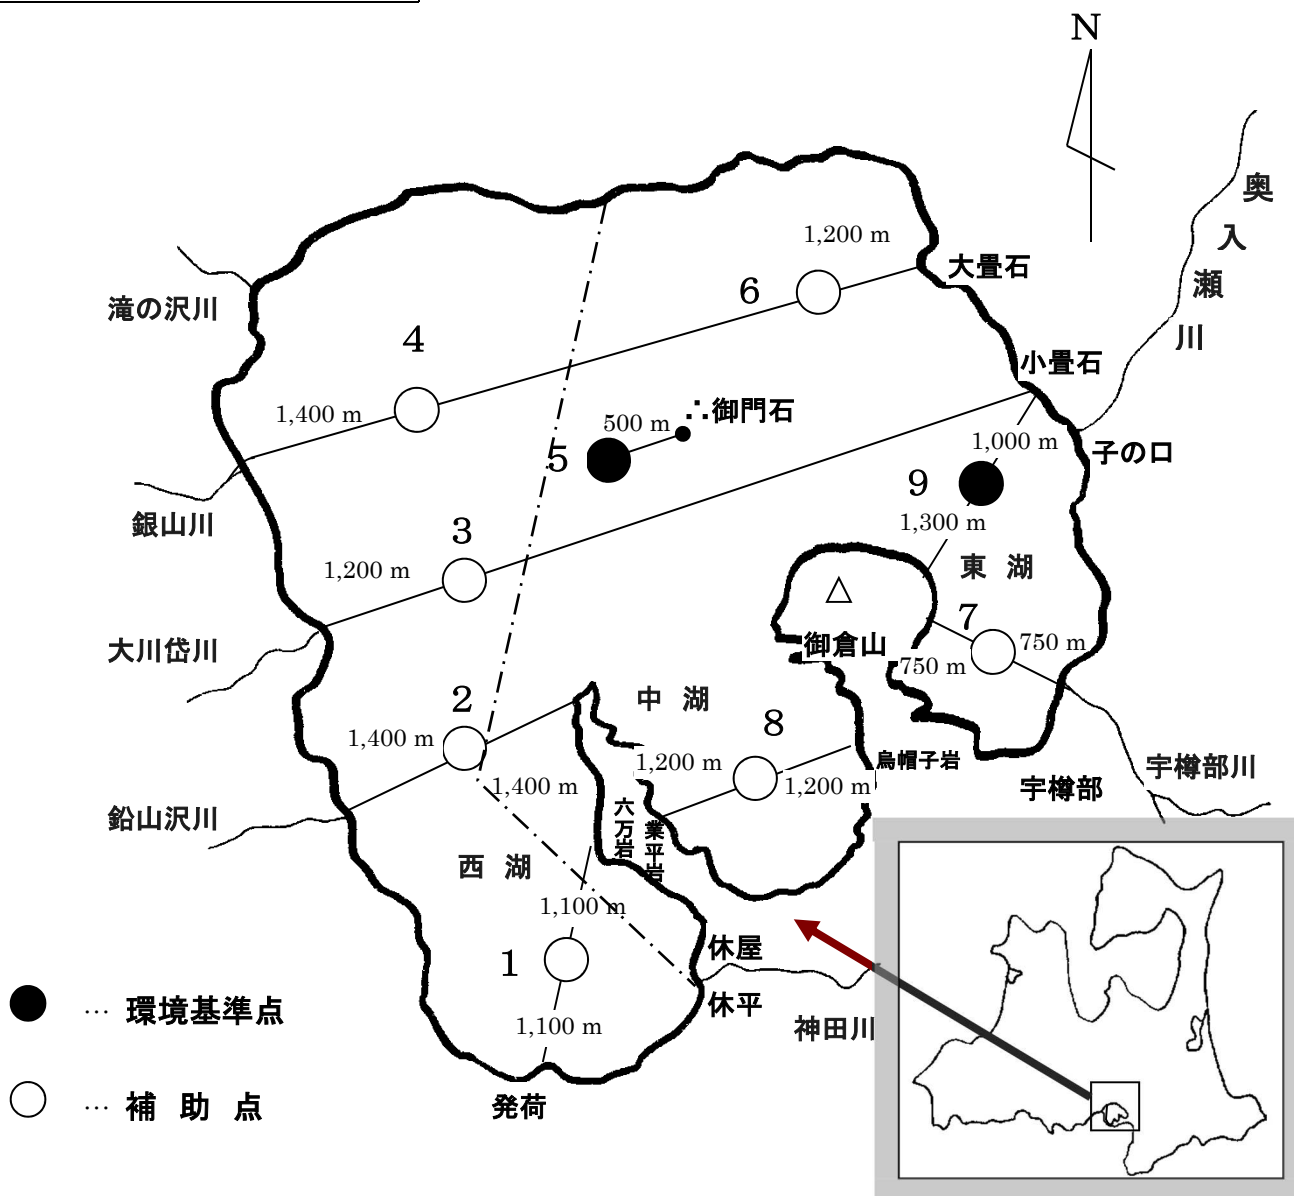 N
奥入瀬川
1,200 m
大畳石
6
滝の沢川
4
小畳石
1,400 m
500 m
∴御門石
1,000 m
子の口
5
9
銀山川
3
1,300 m
1,200 m
東 湖
7
750 m
大川岱川
御倉山
750 m
2
中 湖
8
1,400 m
1,200 m
烏帽子岩
宇樽部川
1,400 m
1,200 m
宇樽部
鉛山沢川
六万岩
業平岩
西 湖
1,100 m
1
休屋
休平
… 環境基準点
1,100 m
神田川
… 補 助 点
発荷